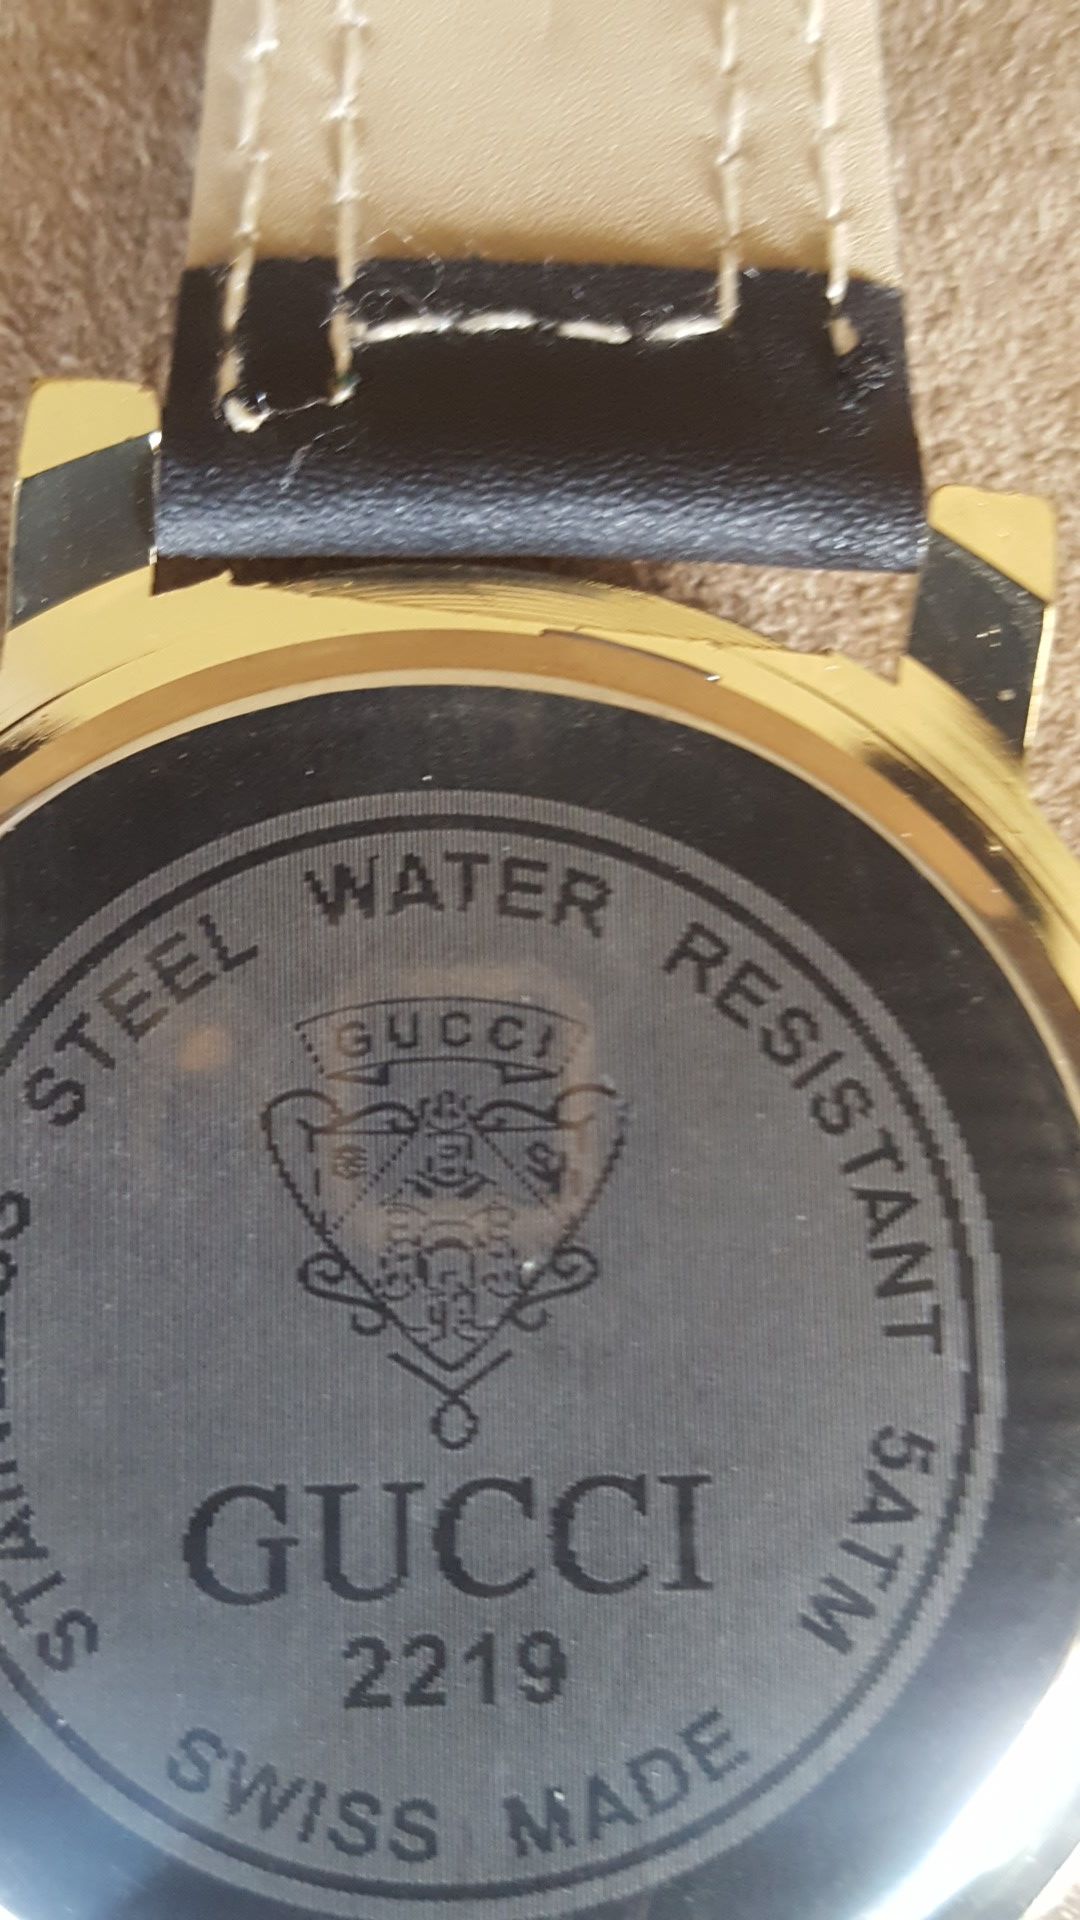 STAINLESS STEEL WATER RESISTANT 5ATM
GUCCI
GUCCI
2219
SWISS MADE